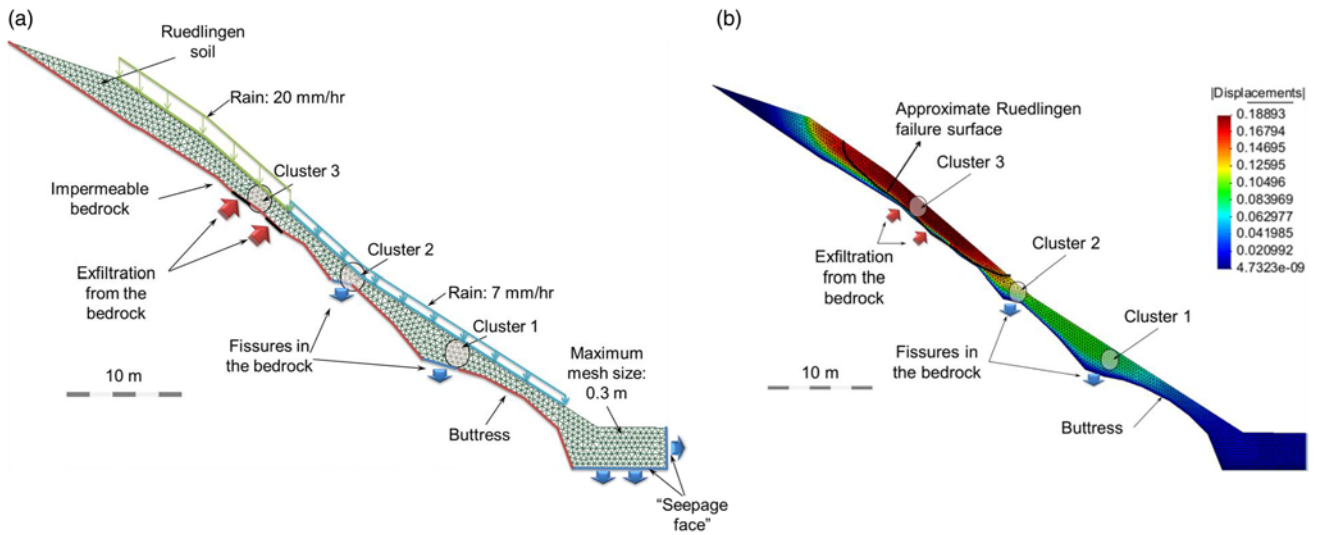 (a)
Ruedlingen
soil
Rain: 20 mm/hr
Cluster 3
Impermeable
bedrock
Cluster 2
Exfiltration
from the
bedrock
Rain: 7 mm/hr
Cluster 1
Fissures in
the bedrock
Maximum
mesh size:
0.3 m
10 m
Buttress
“Seepage
face”
(b)
|Displacements|
0.18893
0.16794
0.14695
0.12595
0.10496
0.083969
0.062977
0.041985
0.020992
4.7323e-09
Approximate Ruedlingen
failure surface
Cluster 3
Cluster 2
Exfiltration
from the
bedrock
Cluster 1
Fissures in
the bedrock
10 m
Buttress